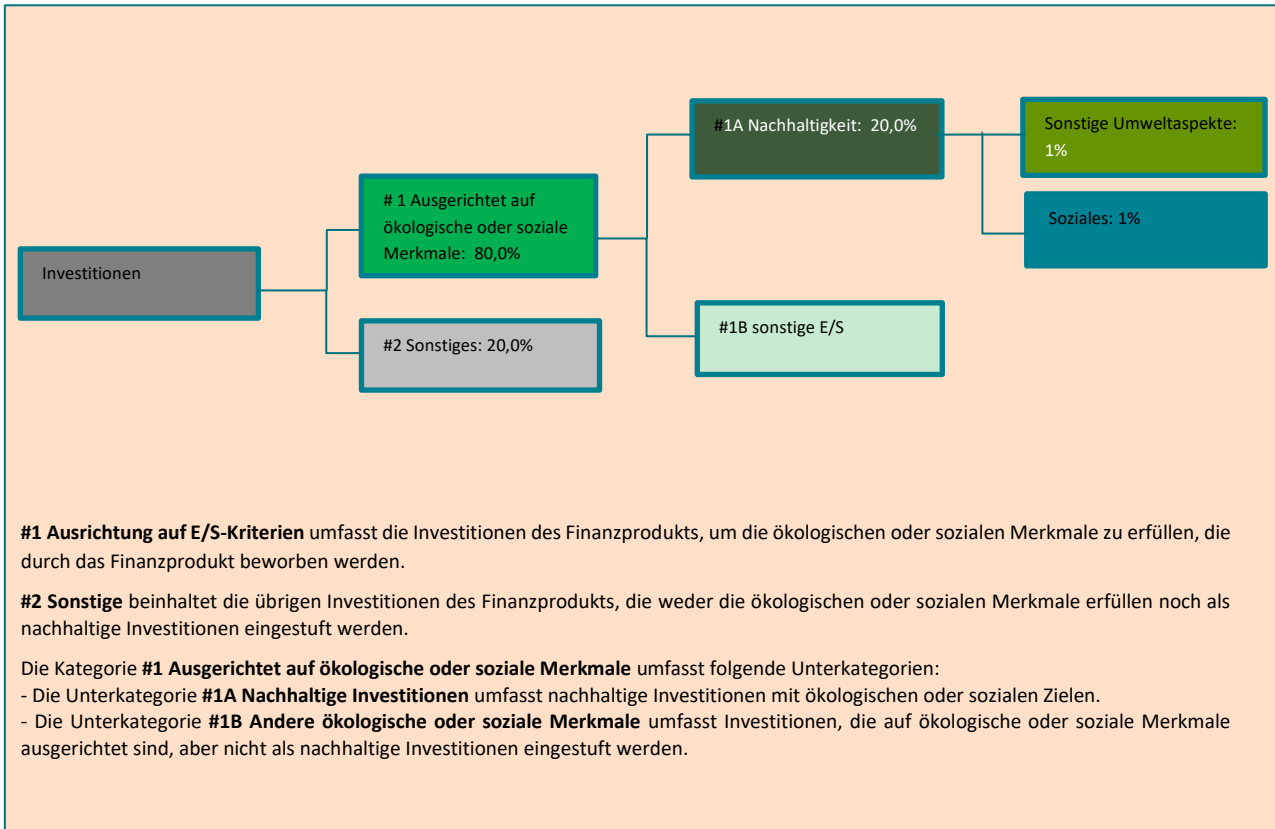 #1A Nachhaltigkeit: 20,0%
Sonstige Umweltaspekte:
1%
# 1 Ausgerichtet auf
ökologische oder soziale
Merkmale: 80,0%
Soziales: 1%
Investitionen
#2 Sonstiges: 20,0%
#1B sonstige E/S
#1 Ausrichtung auf E/S-Kriterien umfasst die Investitionen des Finanzprodukts, um die ökologischen oder sozialen Merkmale zu erfüllen, die
durch das Finanzprodukt beworben werden.
#2 Sonstige beinhaltet die übrigen Investitionen des Finanzprodukts, die weder die ökologischen oder sozialen Merkmale erfüllen noch als
nachhaltige Investitionen eingestuft werden.
Die Kategorie #1 Ausgerichtet auf ökologische oder soziale Merkmale umfasst folgende Unterkategorien:
- Die Unterkategorie #1A Nachhaltige Investitionen umfasst nachhaltige Investitionen mit ökologischen oder sozialen Zielen.
- Die Unterkategorie #1B Andere ökologische oder soziale Merkmale umfasst Investitionen, die auf ökologische oder soziale Merkmale
ausgerichtet sind, aber nicht als nachhaltige Investitionen eingestuft werden.